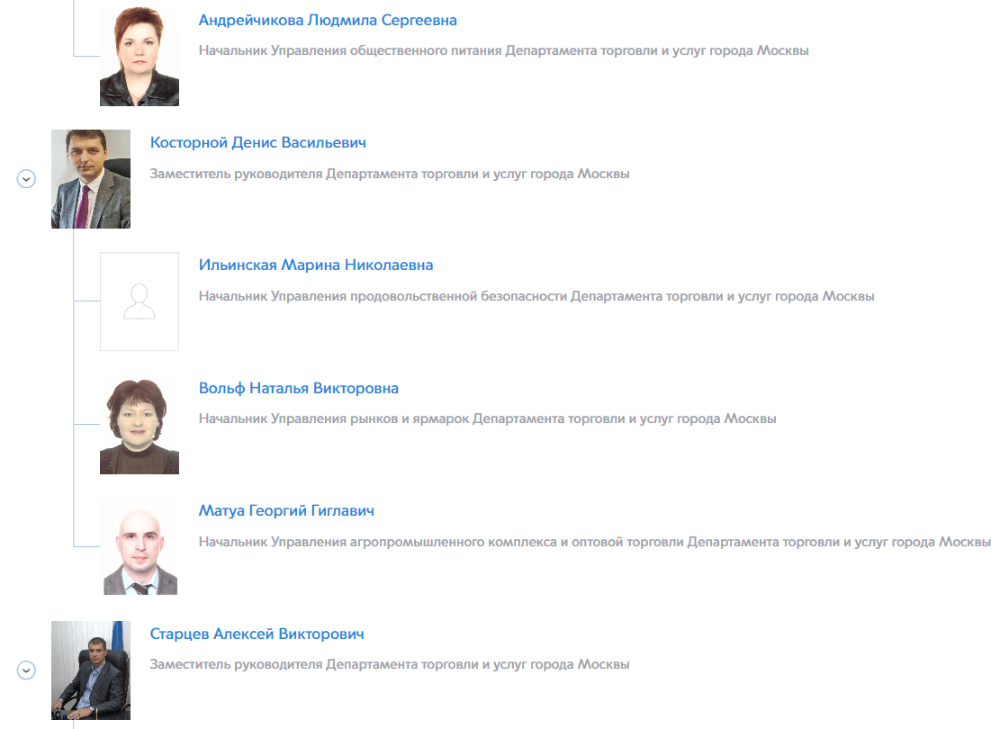 Андрейчикова Людмила Сергеевна
Начальник Управления общественного питания Департамента торговли и услуг города Москвы
Косторной Денис Васильевич
Заместитель руководителя Департамента торговли и услуг города Москвы
Ильинская Марина Николаевна
Начальник Управления продовольственной безопасности Департамента торговли и услуг города Москвы
Вольф Наталья Викторовна
Начальник Управления рынков и ярмарок Департамента торговли и услуг города Москвы
Матуа Георгий Гиглавич
Начальник Управления агропромышленного комплекса и оптовой торговли Департамента торговли и услуг города Москвы
Старцев Алексей Викторович
Заместитель руководителя Департамента торговли и услуг города Москвы